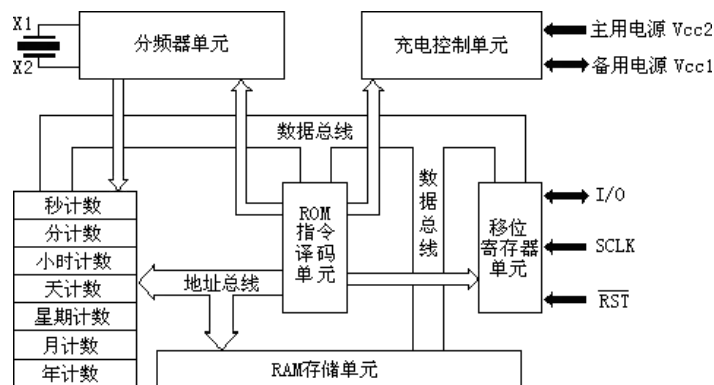 X1
X2
分频器单元
充电控制单元
主用电源 Vcc2
备用电源 Vcc1
数据总线
数据总线
秒计数
分计数
小时计数
天计数
星期计数
月计数
年计数
ROM
指令
译码
单元
地址总线
移位
寄存器
单元
I/O
SCLK
RST
RAM存储单元